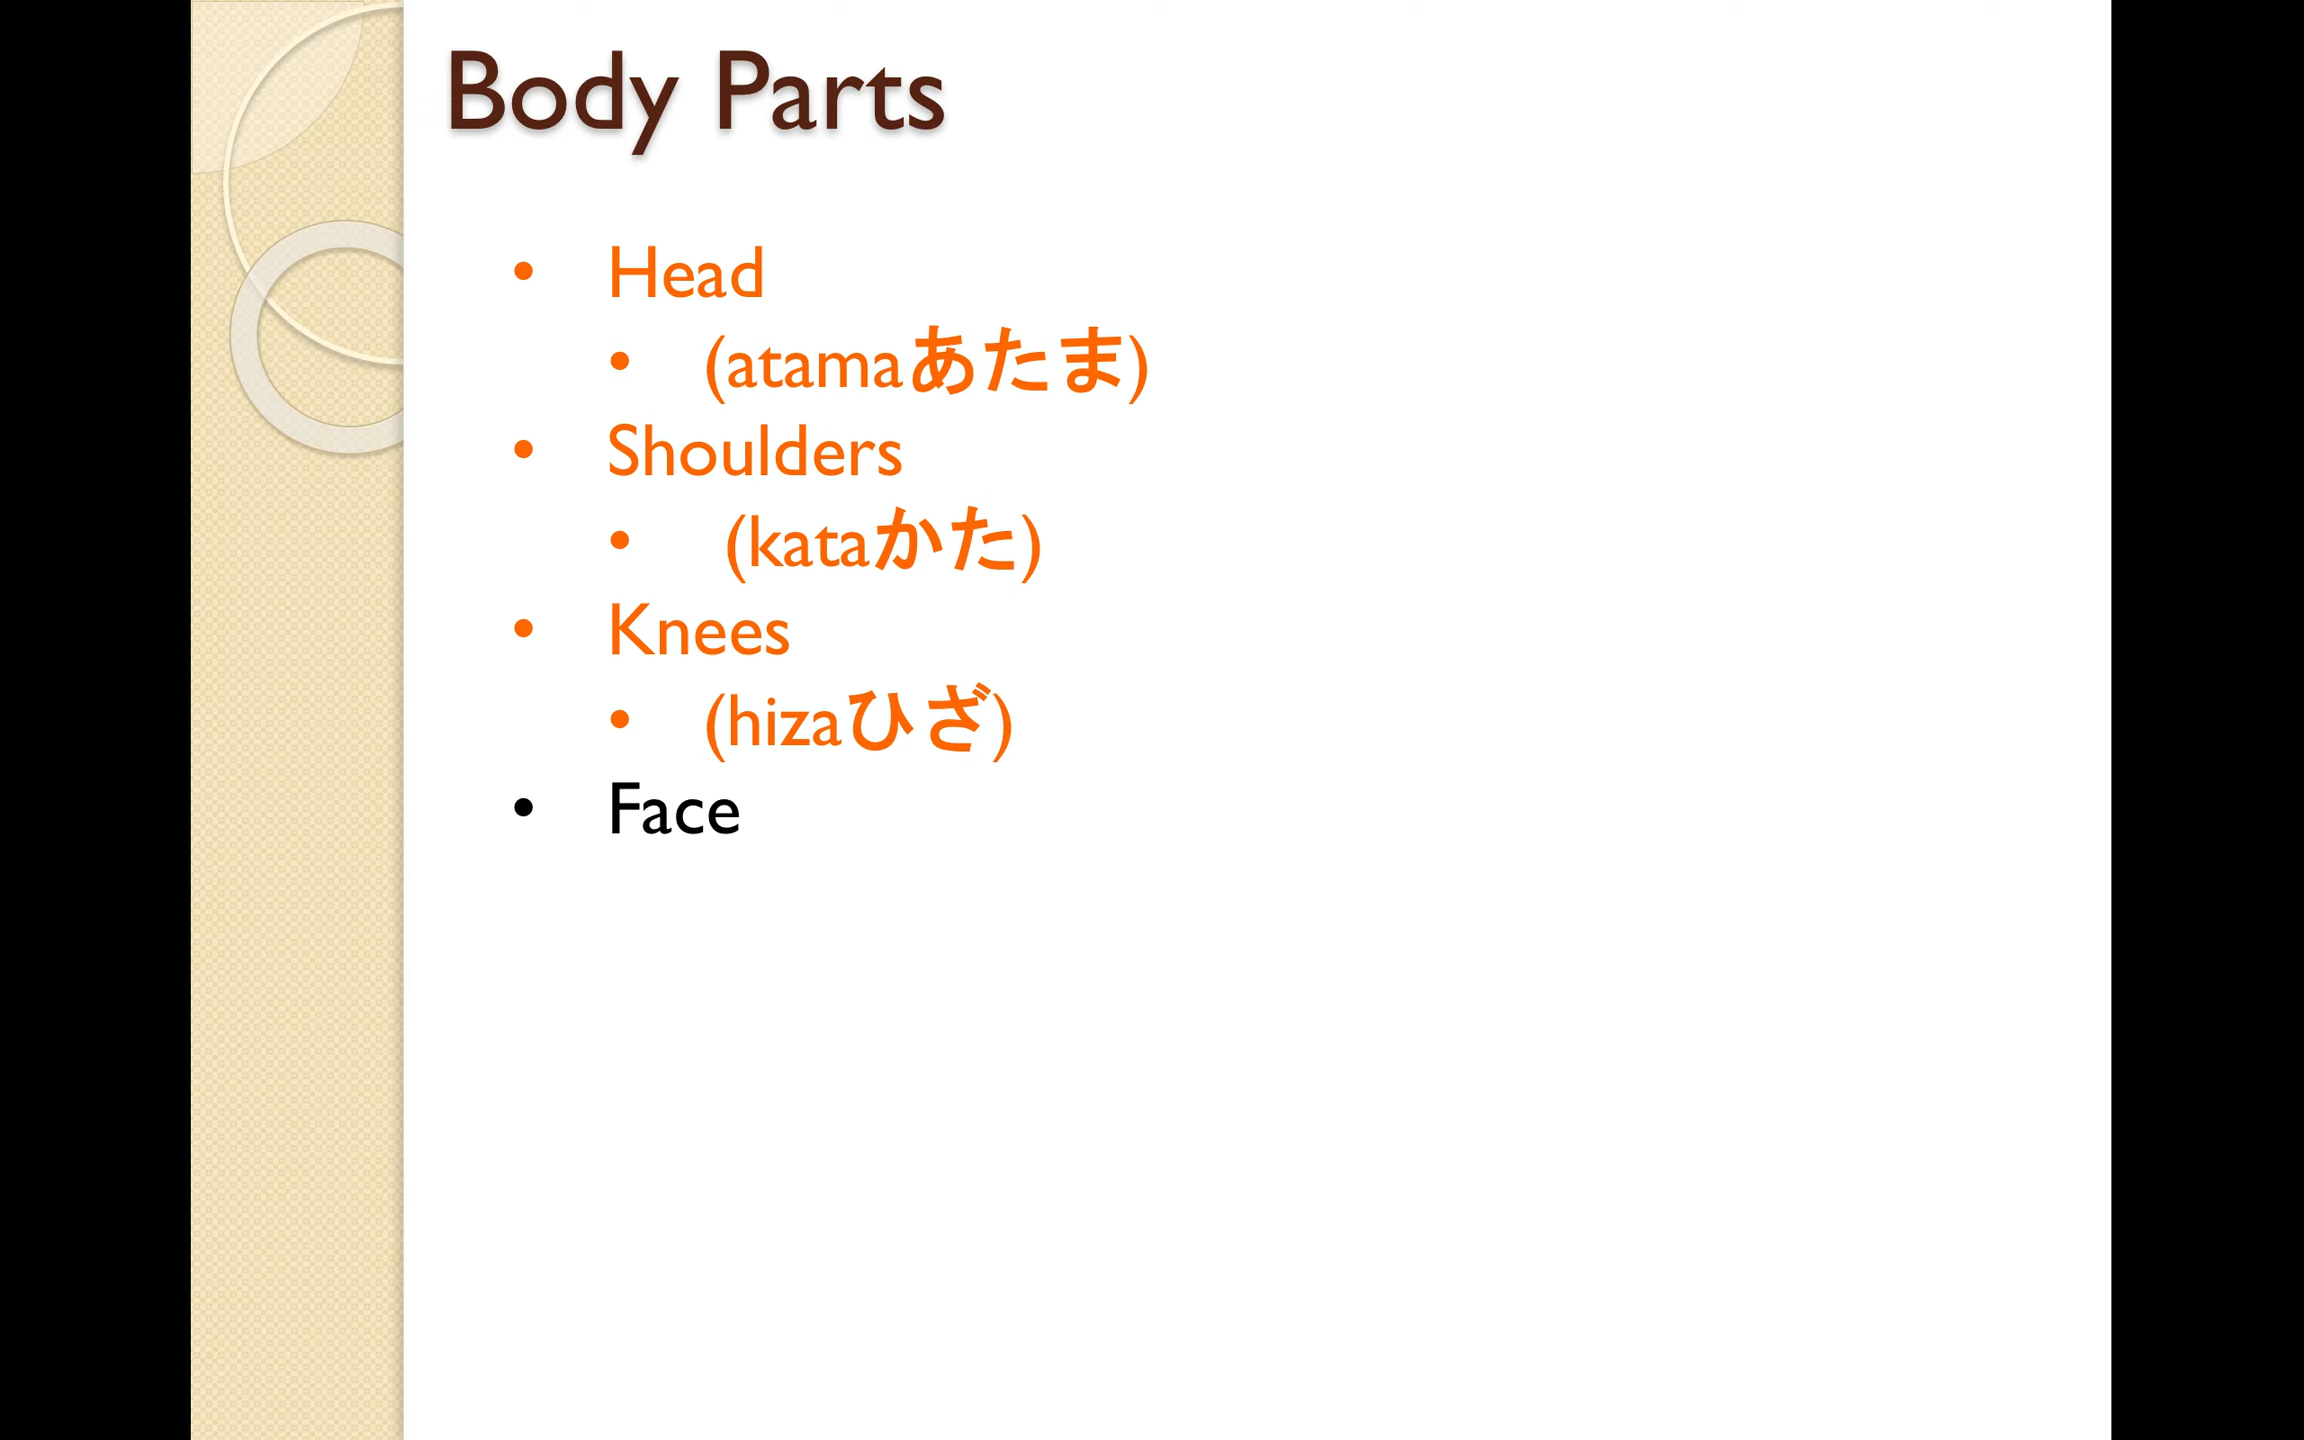 Body Parts
• Head
• (atamaあたま)
• Shoulders
• (kataかた)
• Knees
• (hizaひざ)
• Face